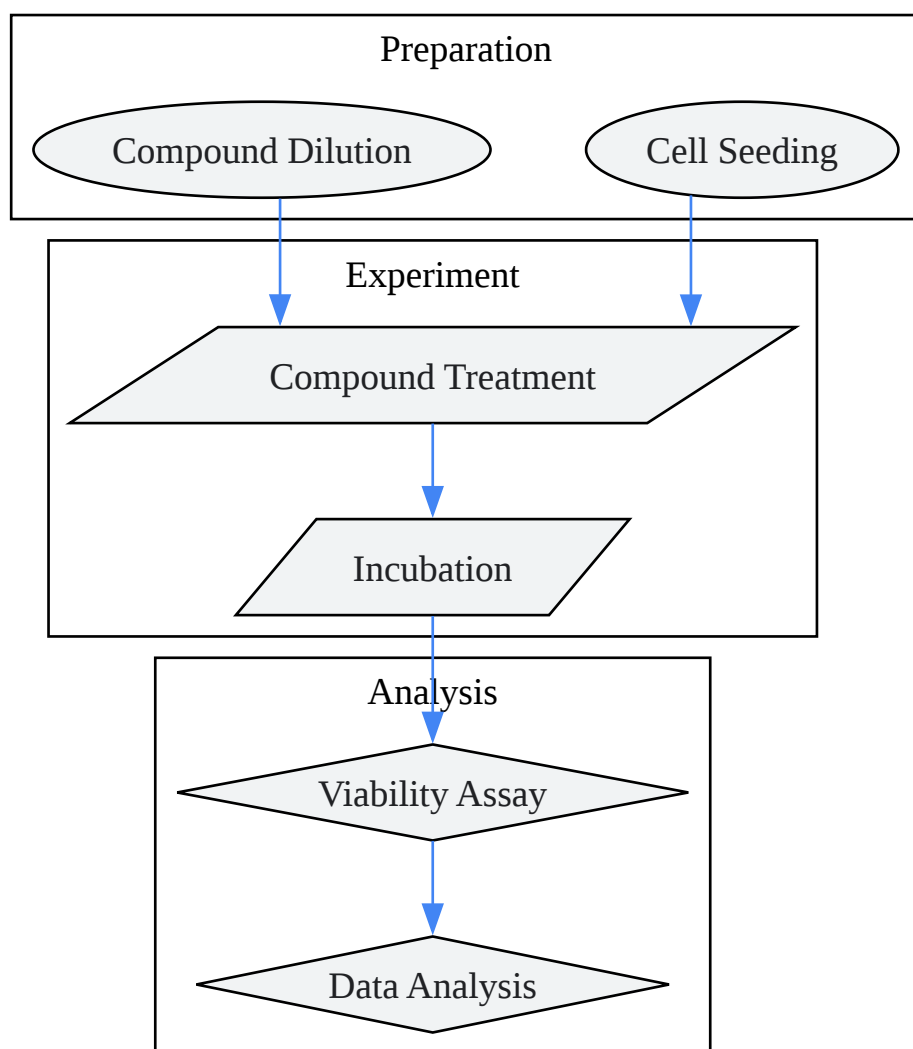 Preparation
Compound Dilution
Cell Seeding
Experiment
Compound Treatment
Incubation
Analysis
Viability Assay
Data Analysis